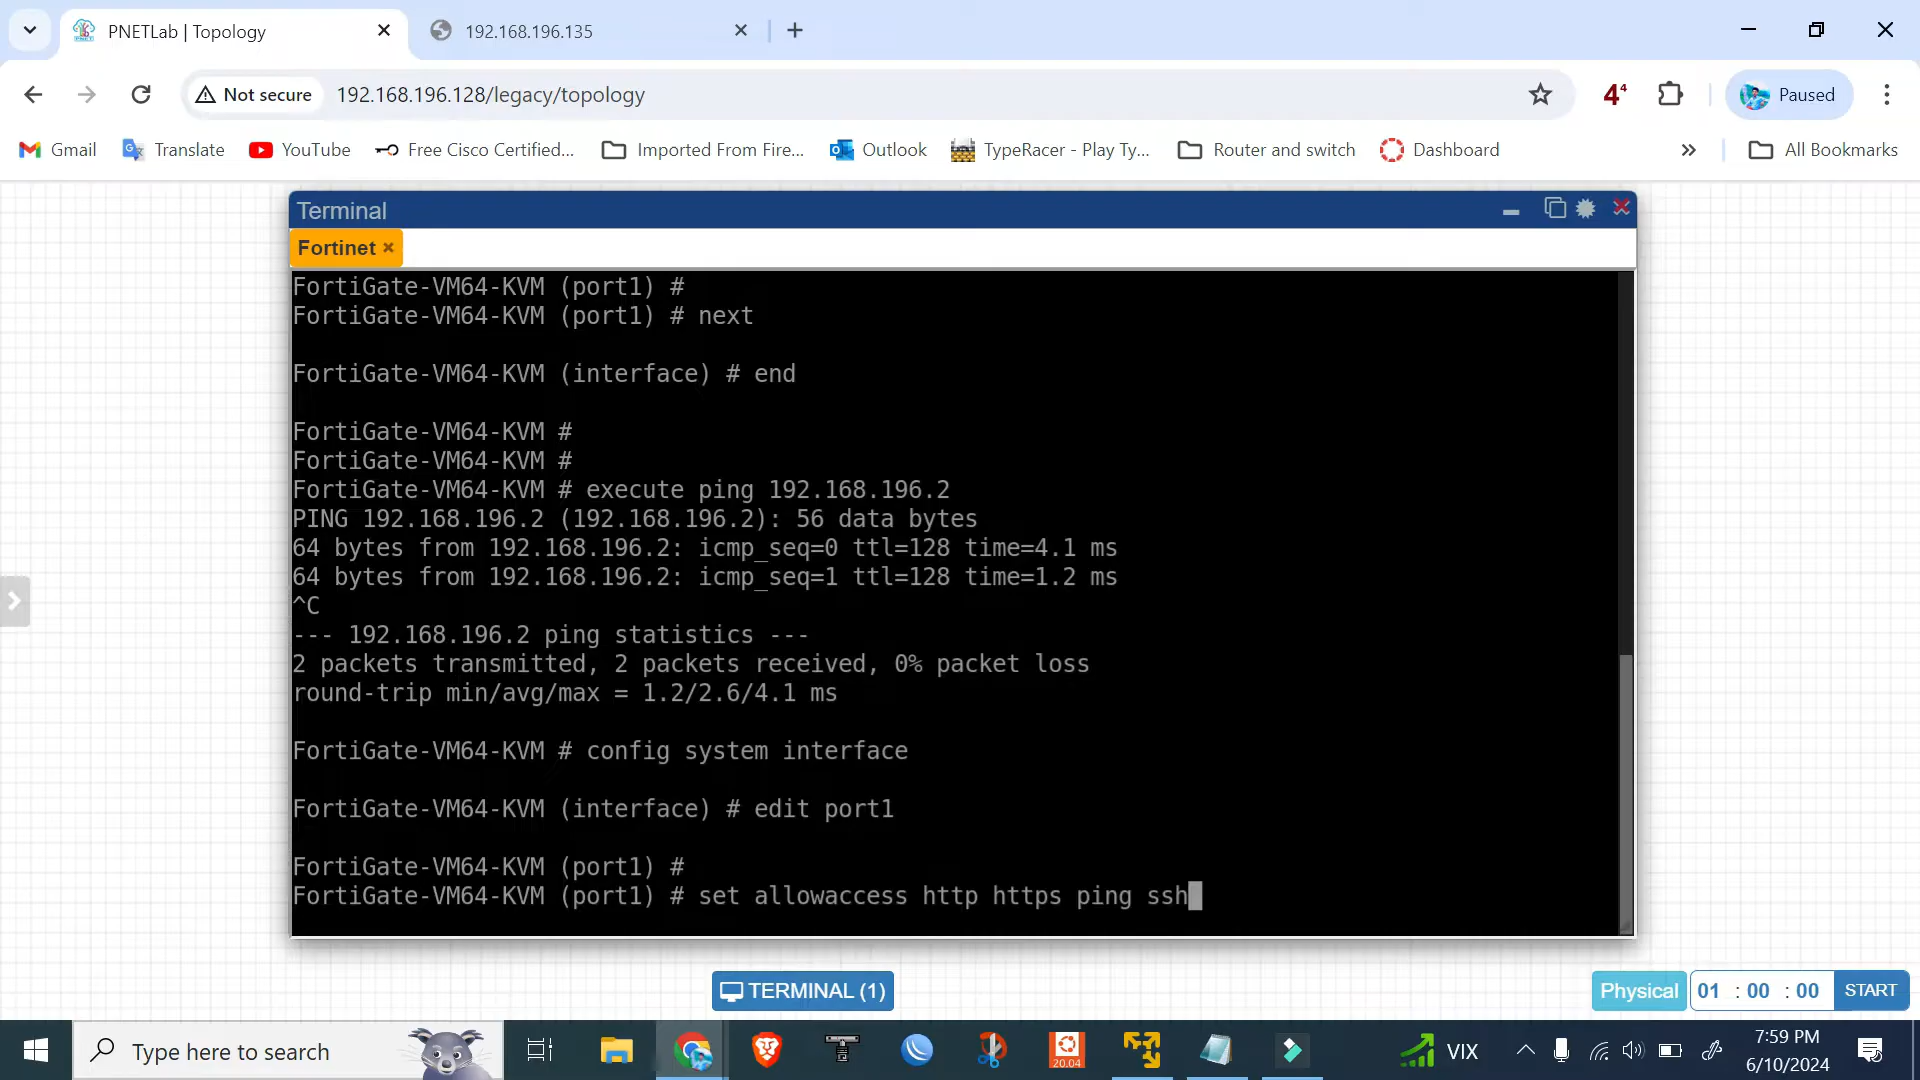 PNETLab | Topology
192.168.196.135
Not secure
192.168.196.128/legacy/topology
4⁴
Paused
Gmail
Translate
YouTube
Free Cisco Certified...
Imported From Fire...
Outlook
TypeRacer - Play Ty...
Router and switch
Dashboard
All Bookmarks
Terminal
Fortinet
FortiGate-VM64-KVM (port1) #
FortiGate-VM64-KVM (port1) # next
FortiGate-VM64-KVM (interface) # end
FortiGate-VM64-KVM #
FortiGate-VM64-KVM #
FortiGate-VM64-KVM # execute ping 192.168.196.2
PING 192.168.196.2 (192.168.196.2): 56 data bytes
64 bytes from 192.168.196.2: icmp_seq=0 ttl=128 time=4.1 ms
64 bytes from 192.168.196.2: icmp_seq=1 ttl=128 time=1.2 ms
^C
--- 192.168.196.2 ping statistics ---
2 packets transmitted, 2 packets received, 0% packet loss
round-trip min/avg/max = 1.2/2.6/4.1 ms
FortiGate-VM64-KVM # config system interface
FortiGate-VM64-KVM (interface) # edit port1
FortiGate-VM64-KVM (port1) #
FortiGate-VM64-KVM (port1) # set allowaccess http https ping ssh
TERMINAL (1)
Physical
01 : 00 : 00
START
Type here to search
20.04
VIX
7:59 PM
6/10/2024